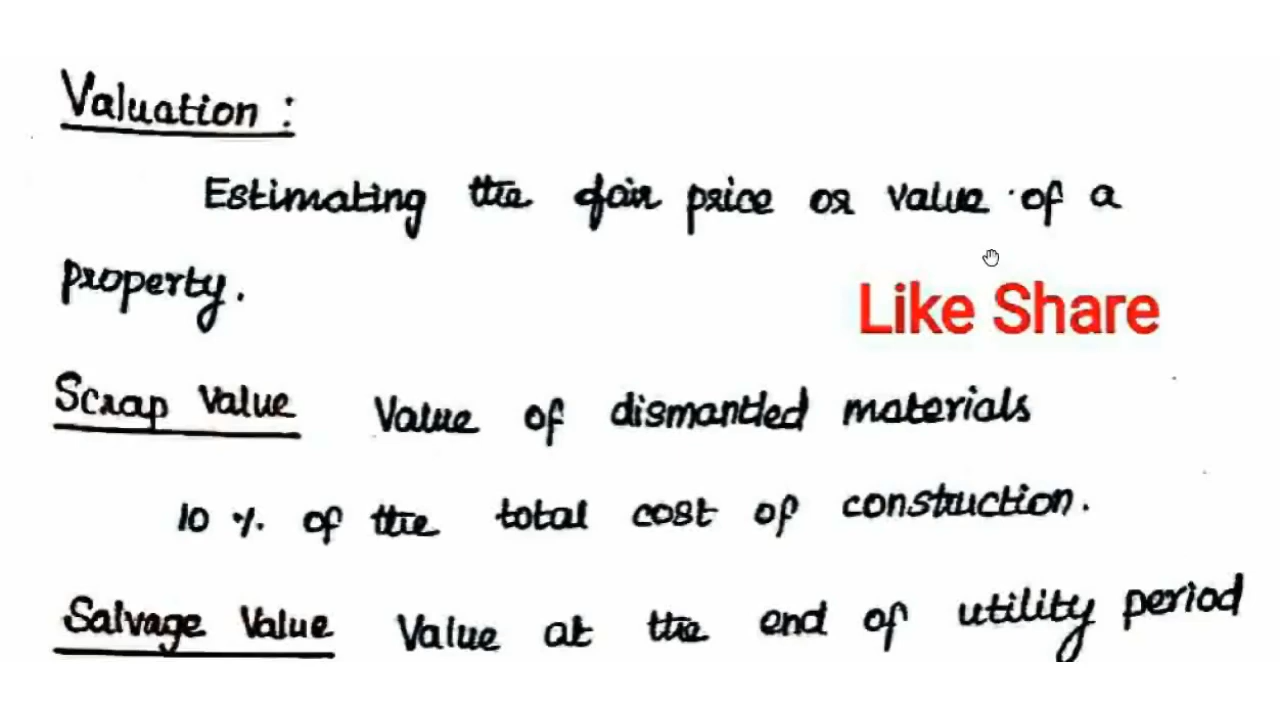 Valuation :
Estimating the fair price or value of a
property.
Like Share
Scrap Value Value of dismantled materials
10 % of the total cost of construction.
Salvage Value Value at the end of utility period